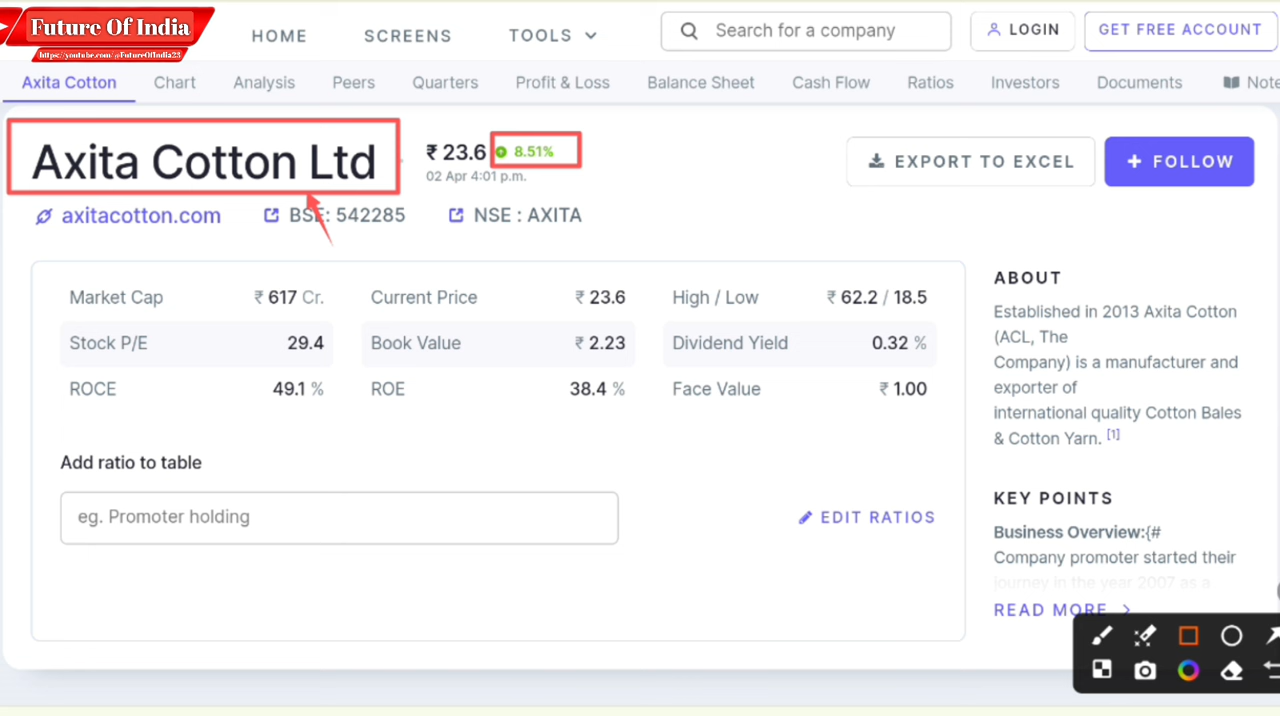 Future Of India
https://youtube.com/@FutureOfIndia23
HOME SCREENS TOOLS
Search for a company
LOGIN
GET FREE ACCOUNT
Axita Cotton Chart Analysis Peers Quarters Profit & Loss Balance Sheet Cash Flow Ratios Investors Documents Note
Axita Cotton Ltd
₹ 23.6 8.51%
02 Apr 4:01 p.m.
EXPORT TO EXCEL
+ FOLLOW
axitacotton.com BSE: 542285 NSE : AXITA
Market Cap ₹ 617 Cr. Current Price ₹ 23.6 High / Low ₹ 62.2 / 18.5
Stock P/E 29.4 Book Value ₹ 2.23 Dividend Yield 0.32 %
ROCE 49.1 % ROE 38.4 % Face Value ₹ 1.00
Add ratio to table
eg. Promoter holding
EDIT RATIOS
ABOUT
Established in 2013 Axita Cotton
(ACL, The
Company) is a manufacturer and
exporter of
international quality Cotton Bales
& Cotton Yarn. [1]
KEY POINTS
Business Overview:{#
Company promoter started their
journey in the year 2007 as a
READ MORE